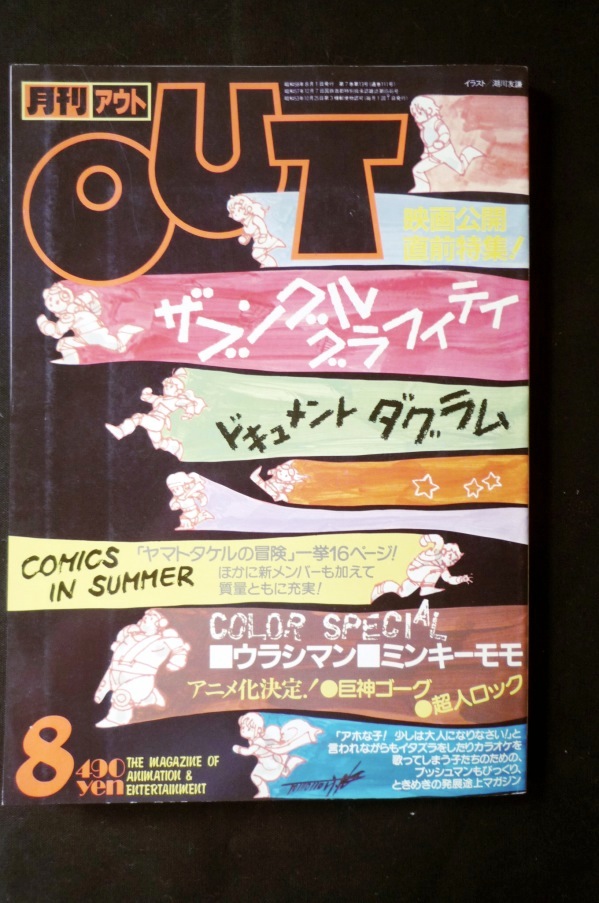 月刊 アウト
OUT
イラスト/湖川友謙
映画公開
直前特集!
ザブングル
グラフィティ
ドキュメント ダグラム
COMICS
IN SUMMER
「ヤマトタケルの冒険」一挙16ページ!
ほかに新メンバーも加えて
質量ともに充実!
COLOR SPECIAL
■ウラシマン■ミンキーモモ
アニメ化決定!●巨神ゴーグ
●超人ロック
8
490
yen
THE MAGAZINE OF
ANIMATION &
ENTERTAINMENT
「アホな子! 少しは大人になりなさい!」と
言われながらもイタズラをしたりカラオケを
歌ってしまう子たちのための、
プッシュマンもびっくり、
ときめきの発展途上マガジン